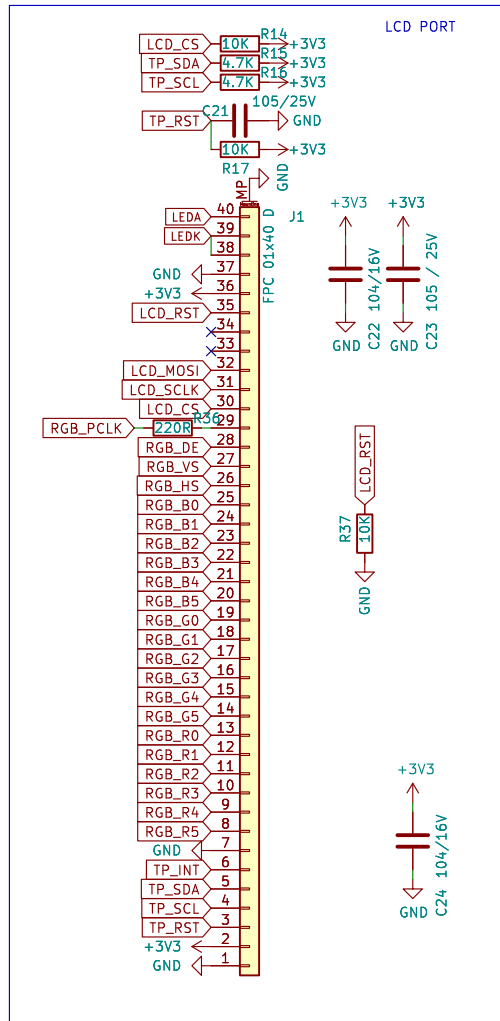 LCD PORT
LCD_CS 10K R14 +3V3
TP_SDA 4.7K R15 +3V3
TP_SCL 4.7K R16 +3V3
C21 105/25V
TP_RST GND
10K +3V3
R17
MP GND
J1
FPC 01x40 D
LEDA 40
LEDK 39
38
GND 37
+3V3 36
LCD_RST 35
34
33
LCD_MOSI 32
LCD_SCLK 31
LCD_CS 30
RGB_PCLK 220R R36 29
RGB_DE 28
RGB_VS 27
RGB_HS 26
RGB_B0 25
RGB_B1 24
RGB_B2 23
RGB_B3 22
RGB_B4 21
RGB_B5 20
RGB_G0 19
RGB_G1 18
RGB_G2 17
RGB_G3 16
RGB_G4 15
RGB_G5 14
RGB_R0 13
RGB_R1 12
RGB_R2 11
RGB_R3 10
RGB_R4 9
RGB_R5 8
GND 7
TP_INT 6
TP_SDA 5
TP_SCL 4
TP_RST 3
+3V3 2
GND 1
+3V3
C22 104/16V
GND
+3V3
C23 105 / 25V
GND
LCD_RST
R37 10K
GND
+3V3
C24 104/16V
GND